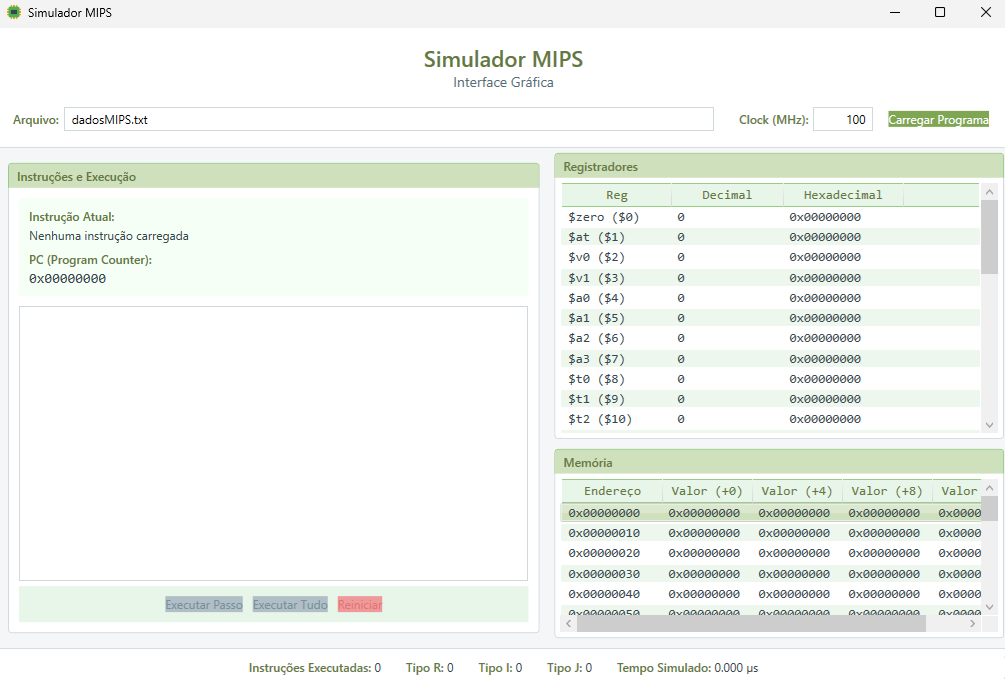 Simulador MIPS
Simulador MIPS
Interface Gráfica
Arquivo: dadosMIPS.txt Clock (MHz): 100 Carregar Programa
Instruções e Execução
Instrução Atual:
Nenhuma instrução carregada
PC (Program Counter):
0x00000000
Executar Passo Executar Tudo Reiniciar
Registradores
Reg Decimal Hexadecimal
$zero ($0) 0 0x00000000
$at ($1) 0 0x00000000
$v0 ($2) 0 0x00000000
$v1 ($3) 0 0x00000000
$a0 ($4) 0 0x00000000
$a1 ($5) 0 0x00000000
$a2 ($6) 0 0x00000000
$a3 ($7) 0 0x00000000
$t0 ($8) 0 0x00000000
$t1 ($9) 0 0x00000000
$t2 ($10) 0 0x00000000
Memória
Endereço Valor (+0) Valor (+4) Valor (+8) Valor
0x00000000 0x00000000 0x00000000 0x00000000 0x0000
0x00000010 0x00000000 0x00000000 0x00000000 0x0000
0x00000020 0x00000000 0x00000000 0x00000000 0x0000
0x00000030 0x00000000 0x00000000 0x00000000 0x0000
0x00000040 0x00000000 0x00000000 0x00000000 0x0000
0x00000050 0x00000000 0x00000000 0x00000000 0x0000
Instruções Executadas: 0 Tipo R: 0 Tipo I: 0 Tipo J: 0 Tempo Simulado: 0.000 µs